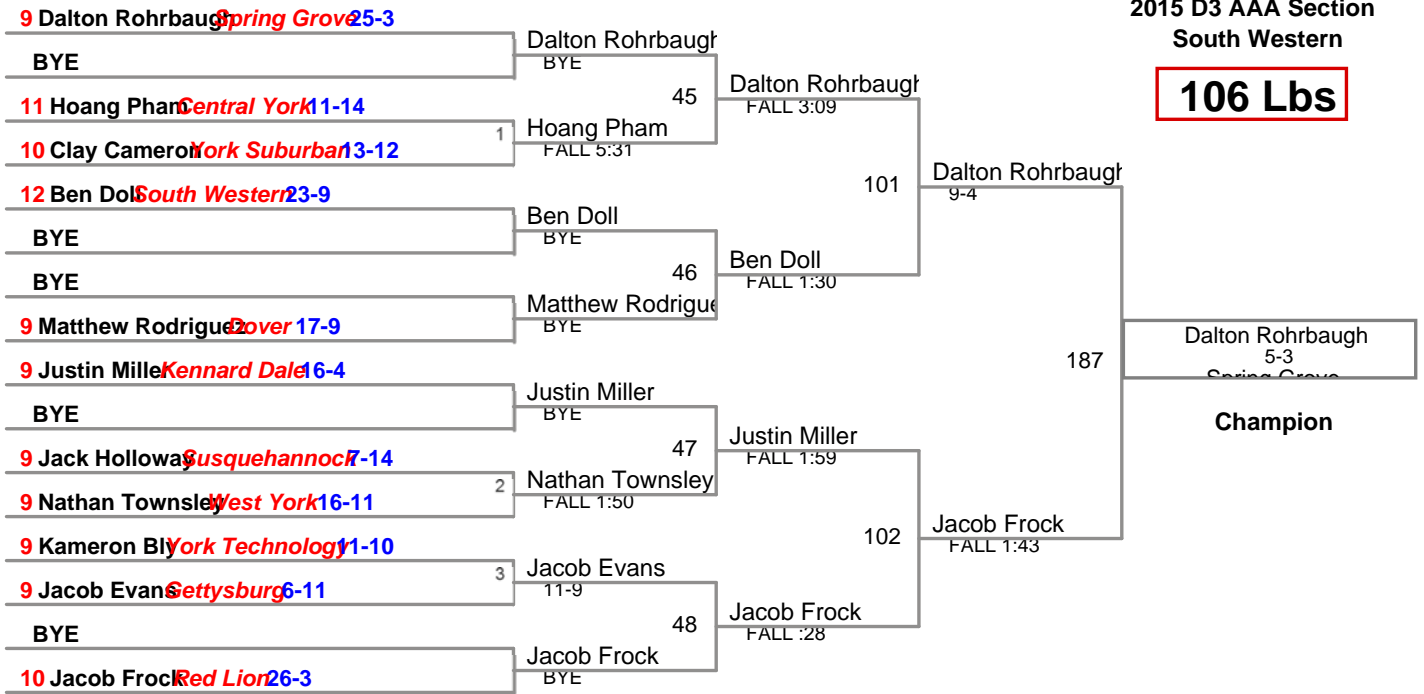 2015 D3 AAA Section
South Western
106 Lbs
9 Dalton Rohrbaugh Spring Grove 25-3
BYE
11 Hoang Pham Central York 11-14
10 Clay Cameron York Suburban 13-12
12 Ben Doll South Western 23-9
BYE
BYE
9 Matthew Rodriguez Dover 17-9
9 Justin Miller Kennard Dale 16-4
BYE
9 Jack Holloway Susquehannock 7-14
9 Nathan Townsley West York 16-11
9 Kameron Bly York Technology 11-10
9 Jacob Evans Gettysburg 6-11
BYE
10 Jacob Frock Red Lion 26-3
Dalton Rohrbaugh
BYE
1
Hoang Pham
FALL 5:31
Ben Doll
BYE
Matthew Rodrigue
BYE
Justin Miller
BYE
2
Nathan Townsley
FALL 1:50
3
Jacob Evans
11-9
Jacob Frock
BYE
45
Dalton Rohrbaugh
FALL 3:09
46
Ben Doll
FALL 1:30
47
Justin Miller
FALL 1:59
48
Jacob Frock
FALL :28
101
Dalton Rohrbaugh
9-4
102
Jacob Frock
FALL 1:43
187
Dalton Rohrbaugh
5-3
Spring Grove
Champion